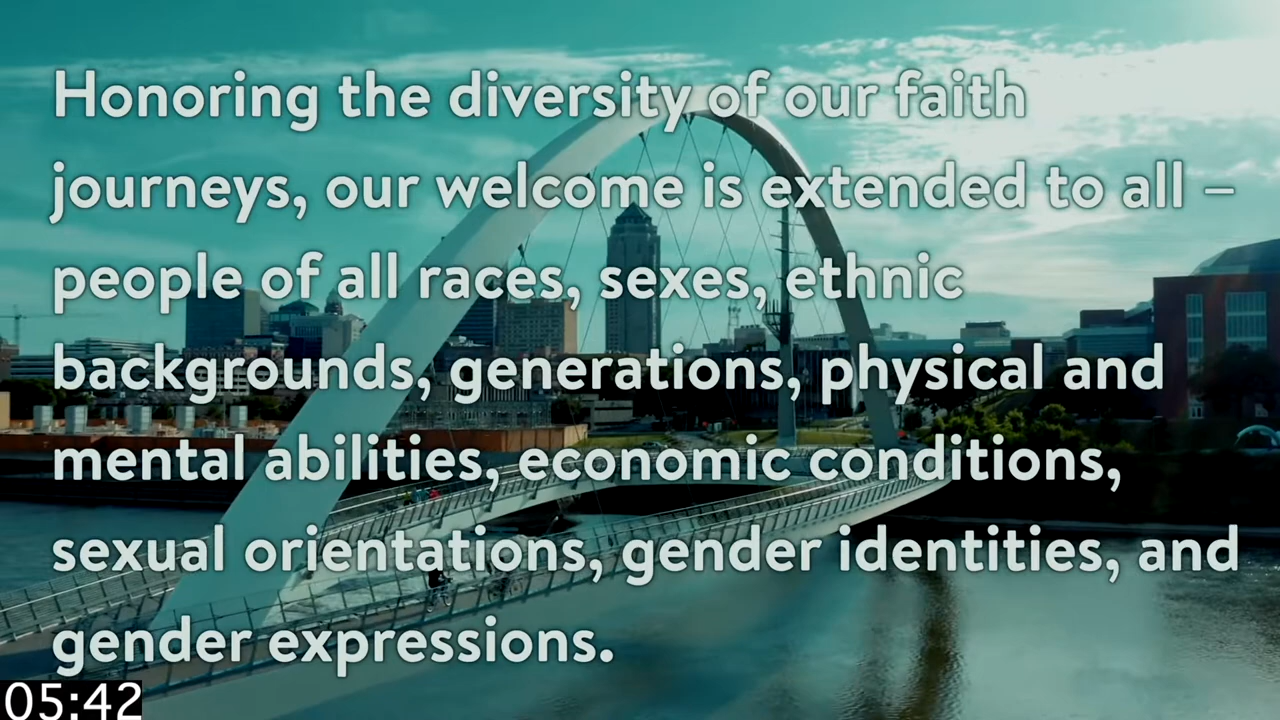 Honoring the diversity of our faith
journeys, our welcome is extended to all –
people of all races, sexes, ethnic
backgrounds, generations, physical and
mental abilities, economic conditions,
sexual orientations, gender identities, and
gender expressions.
05:42